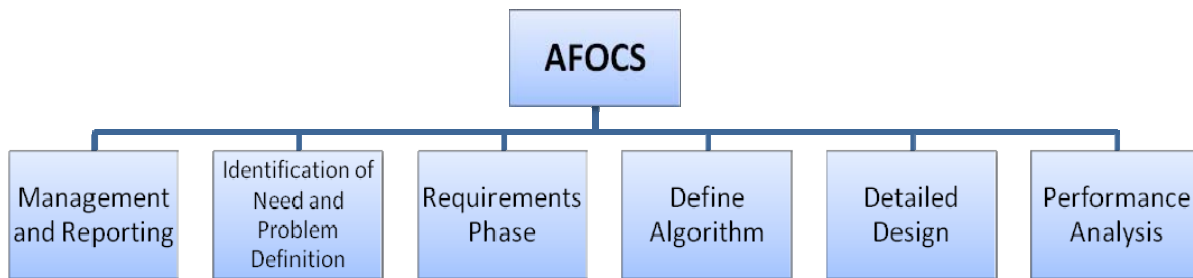 AFOCS
Management
and Reporting
Identification of
Need and
Problem
Definition
Requirements
Phase
Define
Algorithm
Detailed
Design
Performance
Analysis